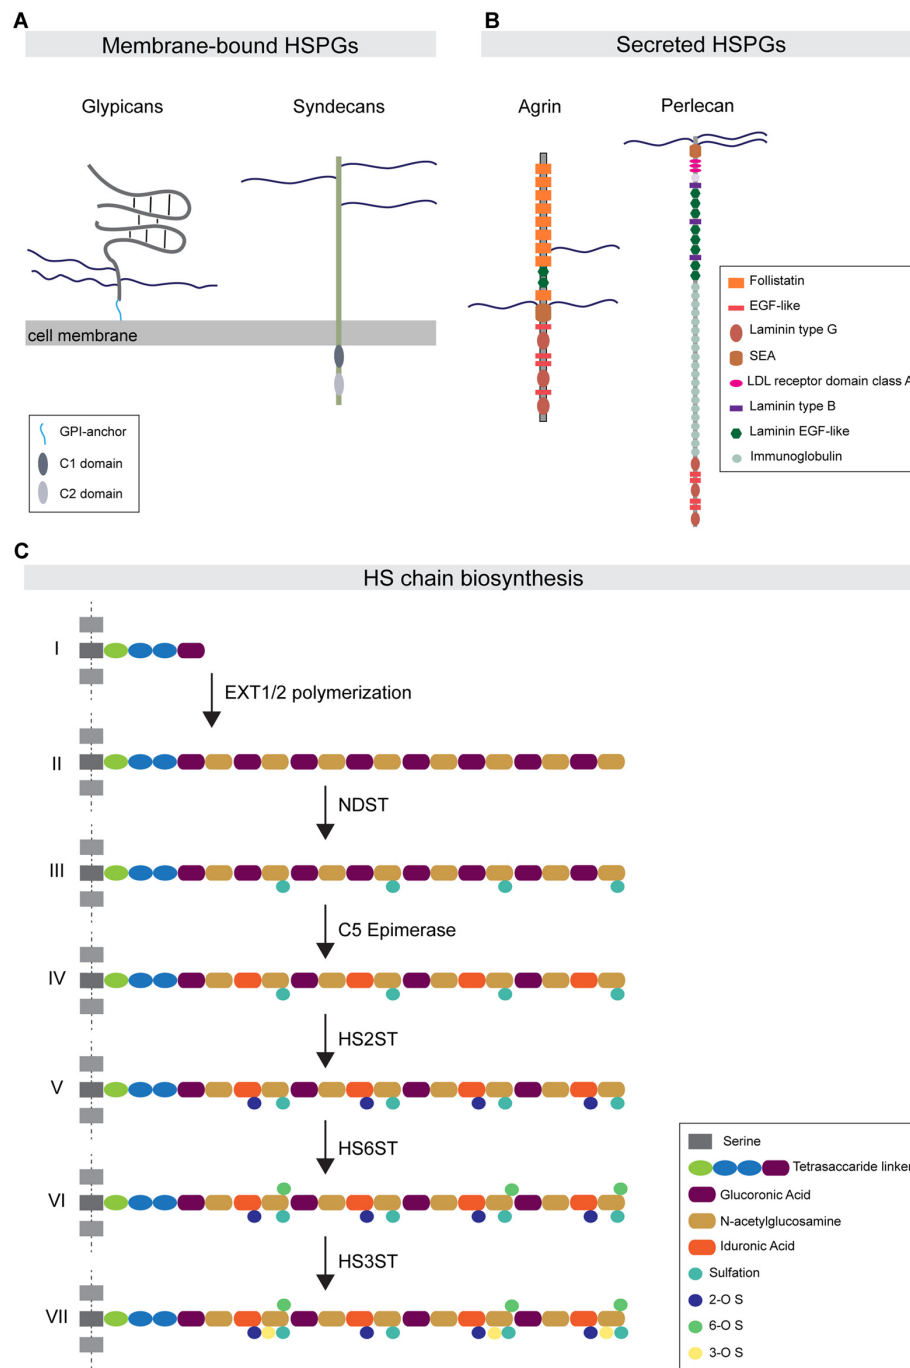 A
Membrane-bound HSPGs
Glypicans
Syndecans
cell membrane
GPI-anchor
C1 domain
C2 domain
B
Secreted HSPGs
Agrin
Perlecan
Follistatin
EGF-like
Laminin type G
SEA
LDL receptor domain class A
Laminin type B
Laminin EGF-like
Immunoglobulin
C
HS chain biosynthesis
I
EXT1/2 polymerization
II
NDST
III
C5 Epimerase
IV
HS2ST
V
HS6ST
VI
HS3ST
VII
Serine
Tetrasaccaride linker
Glucoronic Acid
N-acetylglucosamine
Iduronic Acid
Sulfation
2-O S
6-O S
3-O S